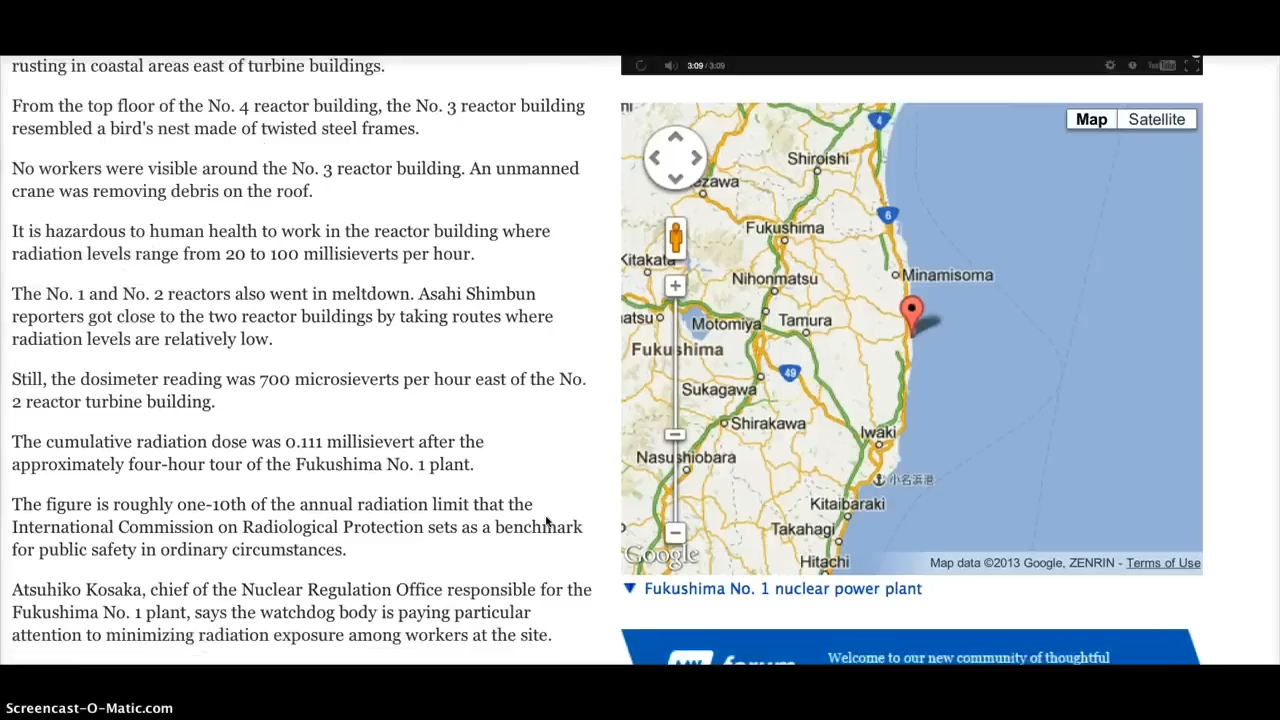 rusting in coastal areas east of turbine buildings.
From the top floor of the No. 4 reactor building, the No. 3 reactor building
resembled a bird's nest made of twisted steel frames.
No workers were visible around the No. 3 reactor building. An unmanned
crane was removing debris on the roof.
It is hazardous to human health to work in the reactor building where
radiation levels range from 20 to 100 millisieverts per hour.
The No. 1 and No. 2 reactors also went in meltdown. Asahi Shimbun
reporters got close to the two reactor buildings by taking routes where
radiation levels are relatively low.
Still, the dosimeter reading was 700 microsieverts per hour east of the No.
2 reactor turbine building.
The cumulative radiation dose was 0.111 millisievert after the
approximately four-hour tour of the Fukushima No. 1 plant.
The figure is roughly one-10th of the annual radiation limit that the
International Commission on Radiological Protection sets as a benchmark
for public safety in ordinary circumstances.
Atsuhiko Kosaka, chief of the Nuclear Regulation Office responsible for the
Fukushima No. 1 plant, says the watchdog body is paying particular
attention to minimizing radiation exposure among workers at the site.
3:09 / 3:09
YouTube
Map Satellite
4
Shiroishi
zawa
6
Fukushima
Kitakata
Minamisoma
Nihonmatsu
atsu
Motomiya
Tamura
Fukushima
49
Sukagawa
Shirakawa
Iwaki
Nasushiobara
小名浜港
Kitaibaraki
Takahagi
Hitachi
Google
Map data ©2013 Google, ZENRIN - Terms of Use
Fukushima No. 1 nuclear power plant
forum
Welcome to our new community of thoughtful
Screencast-O-Matic.com